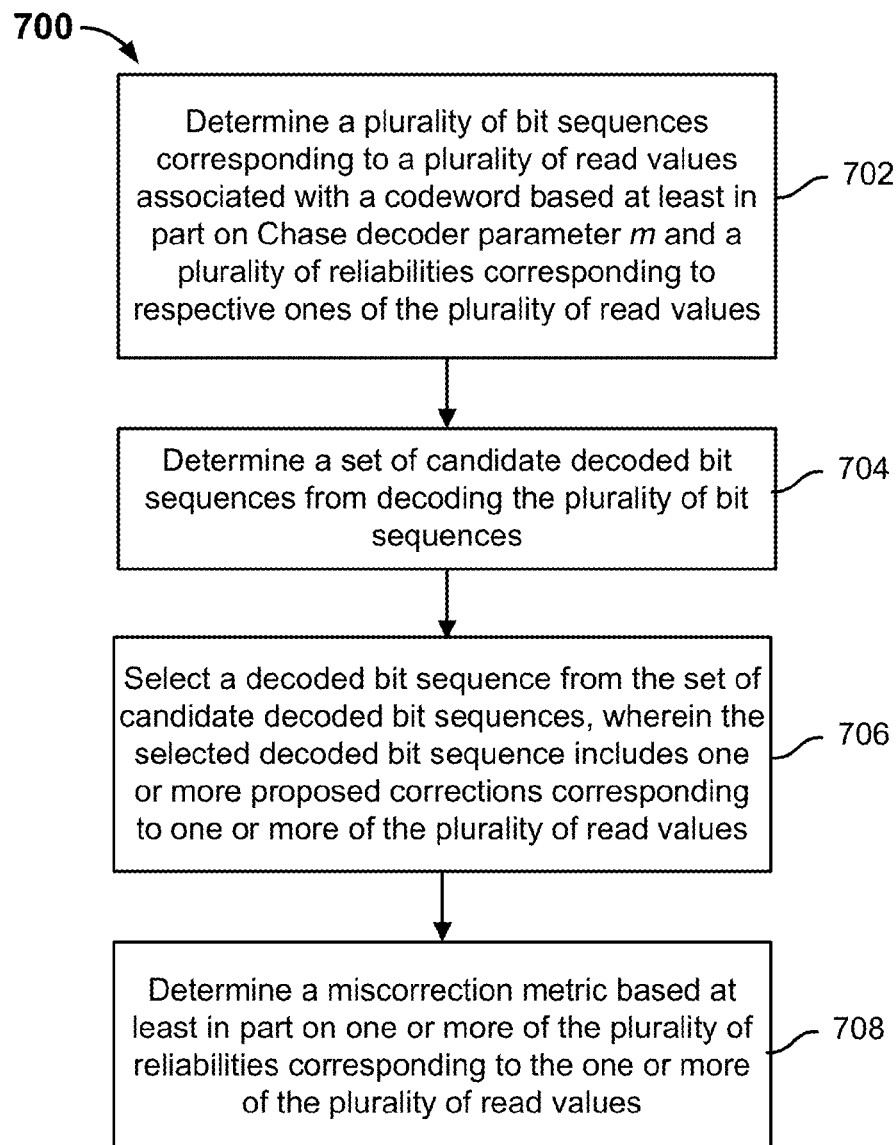 700
Determine a plurality of bit sequences
corresponding to a plurality of read values
associated with a codeword based at least in
part on Chase decoder parameter m and a
plurality of reliabilities corresponding to
respective ones of the plurality of read values
702
Determine a set of candidate decoded bit
sequences from decoding the plurality of bit
sequences
704
Select a decoded bit sequence from the set of
candidate decoded bit sequences, wherein the
selected decoded bit sequence includes one
or more proposed corrections corresponding
to one or more of the plurality of read values
706
Determine a miscorrection metric based at
least in part on one or more of the plurality of
reliabilities corresponding to the one or more
of the plurality of read values
708